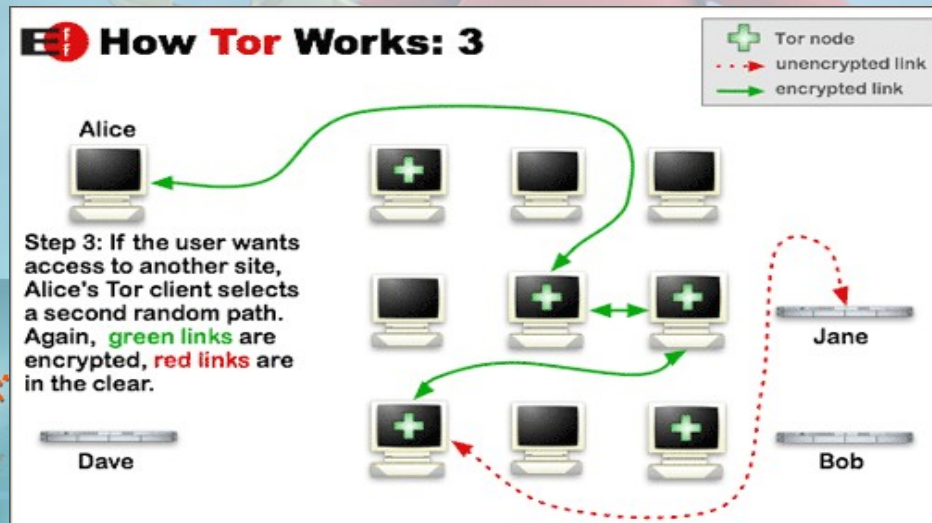 EFF How Tor Works: 3
Tor node
unencrypted link
encrypted link
Alice
Step 3: If the user wants
access to another site,
Alice's Tor client selects
a second random path.
Again, green links are
encrypted, red links are
in the clear.
Jane
Dave
Bob